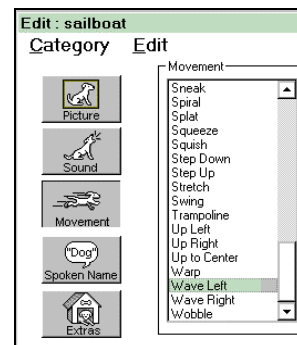 Edit : sailboat
Category Edit
Picture
Sound
Movement
"Dog"
Spoken Name
Extras
Movement
Sneak
Spiral
Splat
Squeeze
Squish
Step Down
Step Up
Stretch
Swing
Trampoline
Up Left
Up Right
Up to Center
Warp
Wave Left
Wave Right
Wobble